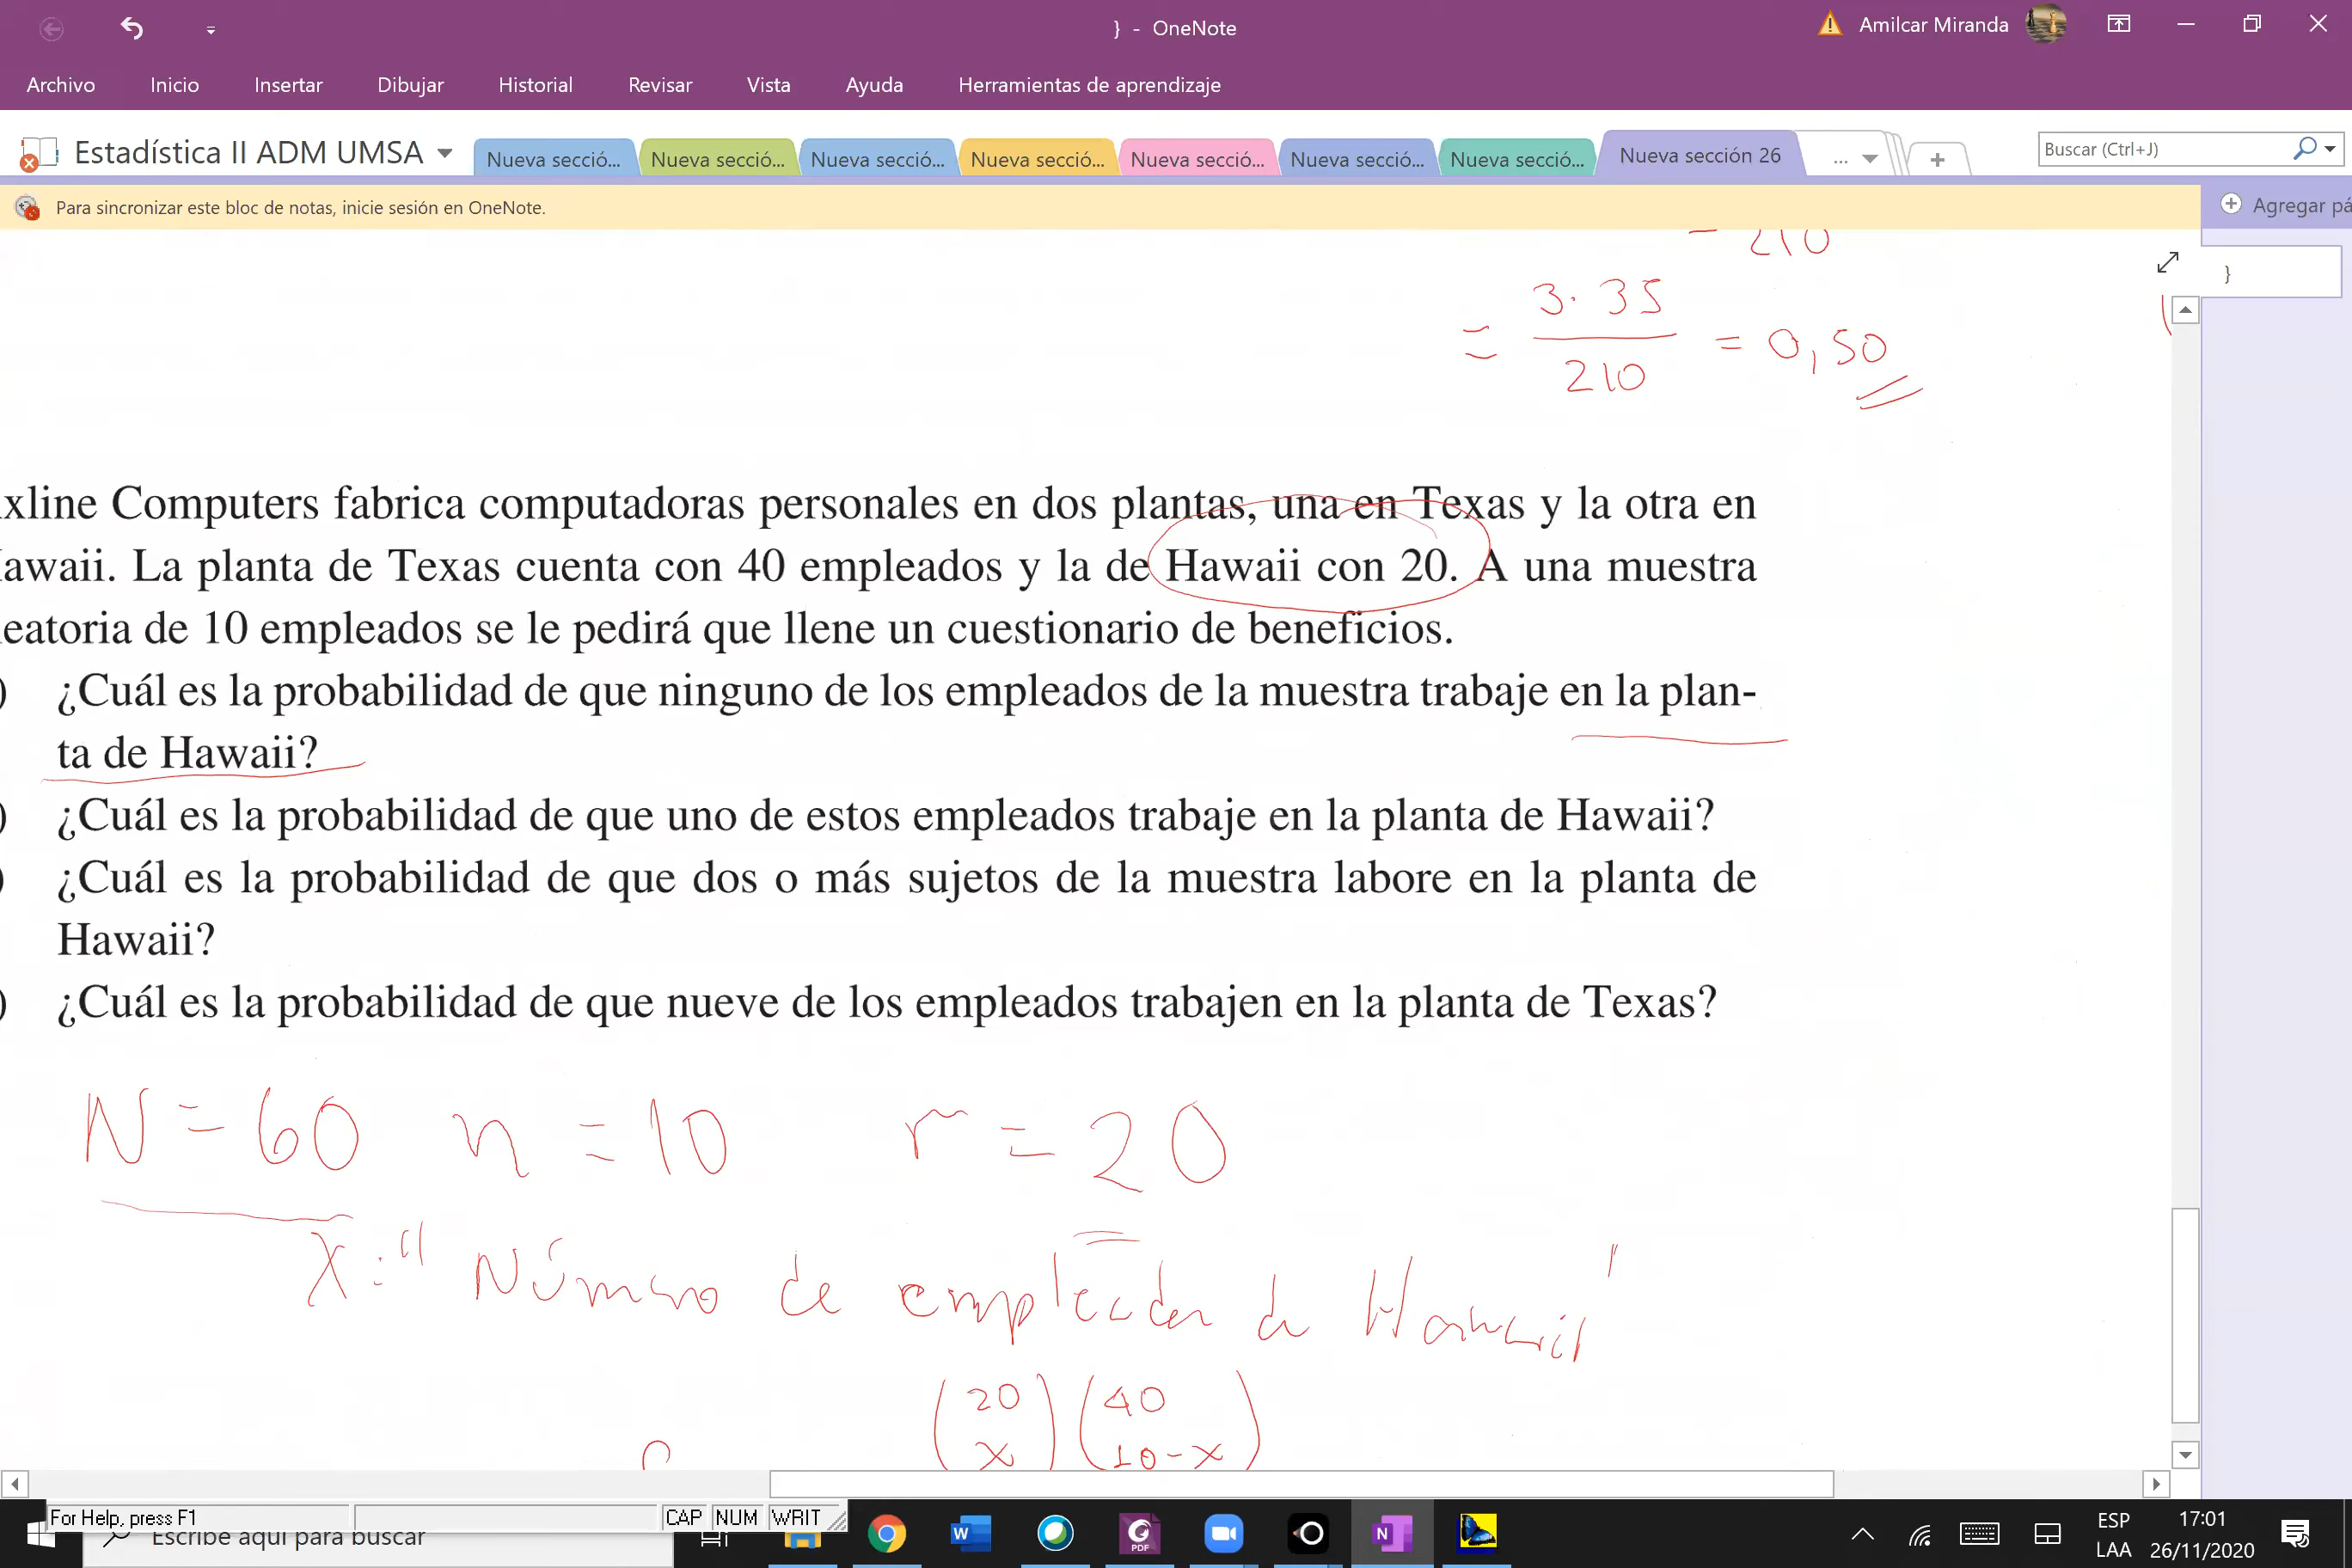 } - OneNote
Amilcar Miranda
Archivo Inicio Insertar Dibujar Historial Revisar Vista Ayuda Herramientas de aprendizaje
Estadística II ADM UMSA
Nueva secció... Nueva secció... Nueva secció... Nueva secció... Nueva secció... Nueva secció... Nueva secció... Nueva sección 26 ... +
Buscar (Ctrl+J)
Para sincronizar este bloc de notas, inicie sesión en OneNote.
Agregar pá
}
= 210
= 3·35 / 210 = 0,50
xline Computers fabrica computadoras personales en dos plantas, una en Texas y la otra en
awaii. La planta de Texas cuenta con 40 empleados y la de Hawaii con 20. A una muestra
eatoria de 10 empleados se le pedirá que llene un cuestionario de beneficios.
) ¿Cuál es la probabilidad de que ninguno de los empleados de la muestra trabaje en la plan-
ta de Hawaii?
) ¿Cuál es la probabilidad de que uno de estos empleados trabaje en la planta de Hawaii?
) ¿Cuál es la probabilidad de que dos o más sujetos de la muestra labore en la planta de
Hawaii?
) ¿Cuál es la probabilidad de que nueve de los empleados trabajen en la planta de Texas?
N = 60 n = 10 r = 20
X: " Número de empleados de Hawaii "
(20) (40)
(x) (10-x)
For Help, press F1
CAP NUM WRIT
Escribe aquí para buscar
ESP
LAA
17:01
26/11/2020